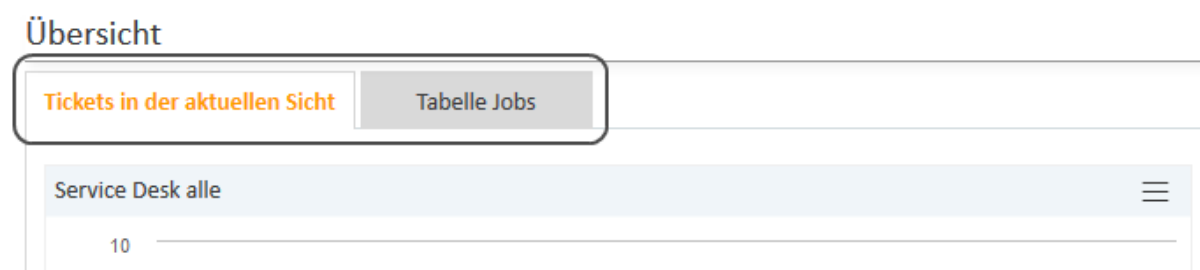 Übersicht
Tickets in der aktuellen Sicht Tabelle Jobs
Service Desk alle
10